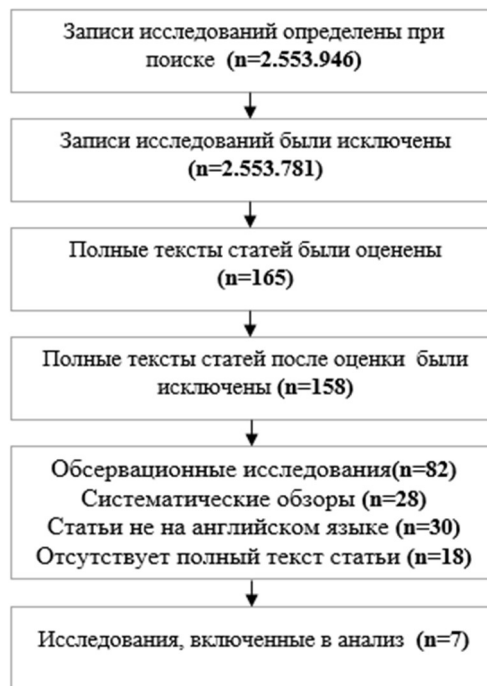 Записи исследований определены при
поиске (n=2.553.946)
Записи исследований были исключены
(n=2.553.781)
Полные тексты статей были оценены
(n=165)
Полные тексты статей после оценки были
исключены (n=158)
Обсервационные исследования(n=82)
Систематические обзоры (n=28)
Статьи не на английском языке (n=30)
Отсутствует полный текст статьи (n=18)
Исследования, включенные в анализ (n=7)